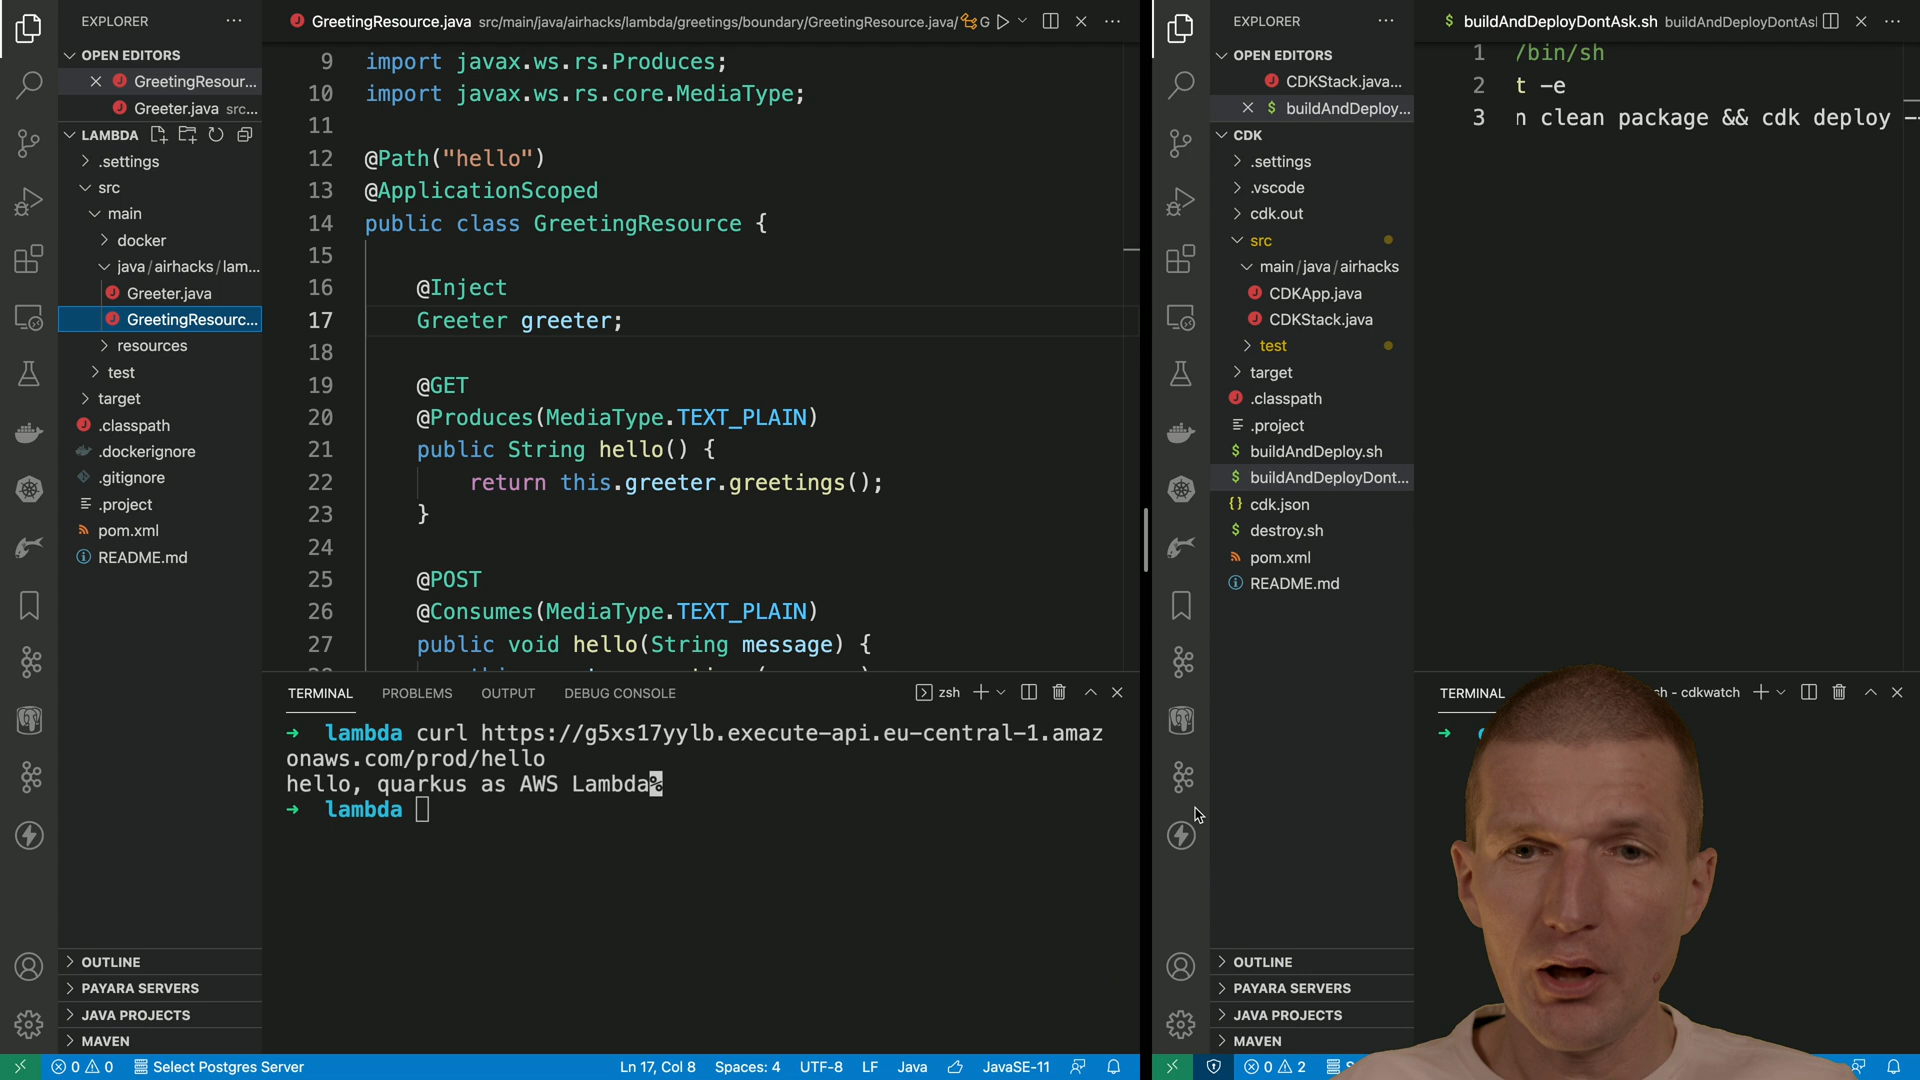 EXPLORER
OPEN EDITORS
GreetingResour...
Greeter.java src...
LAMBDA
.settings
src
main
docker
java/airhacks/lam...
Greeter.java
GreetingResourc...
resources
test
target
.classpath
.dockerignore
.gitignore
.project
pom.xml
README.md
OUTLINE
PAYARA SERVERS
JAVA PROJECTS
MAVEN
GreetingResource.java src/main/java/airhacks/lambda/greetings/boundary/GreetingResource.java/ G
9 import javax.ws.rs.Produces;
10 import javax.ws.rs.core.MediaType;
11
12 @Path("hello")
13 @ApplicationScoped
14 public class GreetingResource {
15
16 @Inject
17 Greeter greeter;
18
19 @GET
20 @Produces(MediaType.TEXT_PLAIN)
21 public String hello() {
22 return this.greeter.greetings();
23 }
24
25 @POST
26 @Consumes(MediaType.TEXT_PLAIN)
27 public void hello(String message) {
TERMINAL PROBLEMS OUTPUT DEBUG CONSOLE zsh
→ lambda curl https://g5xs17yylb.execute-api.eu-central-1.amaz
onaws.com/prod/hello
hello, quarkus as AWS Lambda%
→ lambda
0 0 Select Postgres Server Ln 17, Col 8 Spaces: 4 UTF-8 LF Java JavaSE-11
EXPLORER
OPEN EDITORS
CDKStack.java...
buildAndDeploy...
CDK
.settings
.vscode
cdk.out
src
main/java/airhacks
CDKApp.java
CDKStack.java
test
target
.classpath
.project
buildAndDeploy.sh
buildAndDeployDont...
cdk.json
destroy.sh
pom.xml
README.md
OUTLINE
PAYARA SERVERS
JAVA PROJECTS
MAVEN
$ buildAndDeployDontAsk.sh buildAndDeployDontAsl
1 /bin/sh
2 t -e
3 n clean package && cdk deploy -
TERMINAL sh - cdkwatch
→
0 2